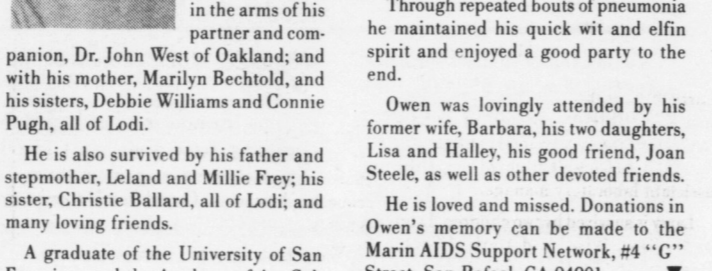 in the arms of his
partner and com-
panion, Dr. John West of Oakland; and
with his mother, Marilyn Bechtold, and
his sisters, Debbie Williams and Connie
Pugh, all of Lodi.
He is also survived by his father and
stepmother, Leland and Millie Frey; his
sister, Christie Ballard, all of Lodi; and
many loving friends.
A graduate of the University of San
Through repeated bouts of pneumonia
he maintained his quick wit and elfin
spirit and enjoyed a good party to the
end.
Owen was lovingly attended by his
former wife, Barbara, his two daughters,
Lisa and Halley, his good friend, Joan
Steele, as well as other devoted friends.
He is loved and missed. Donations in
Owen's memory can be made to the
Marin AIDS Support Network, #4 "G"